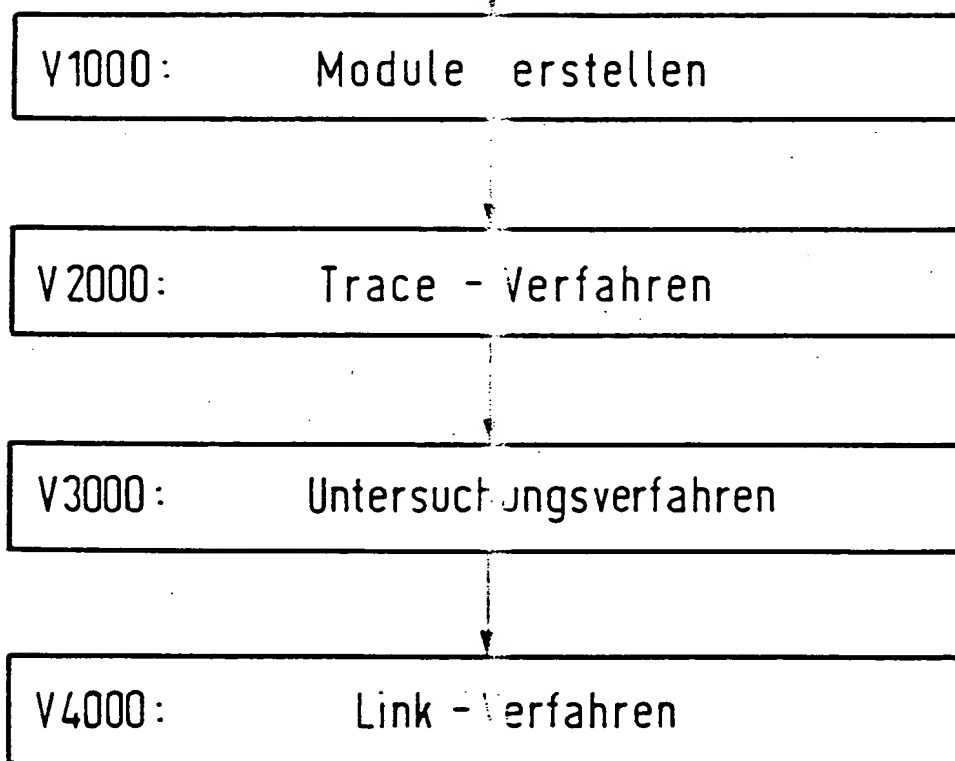 V1000: Module erstellen
V2000: Trace - Verfahren
V3000: Untersuchungsverfahren
V4000: Link - Verfahren